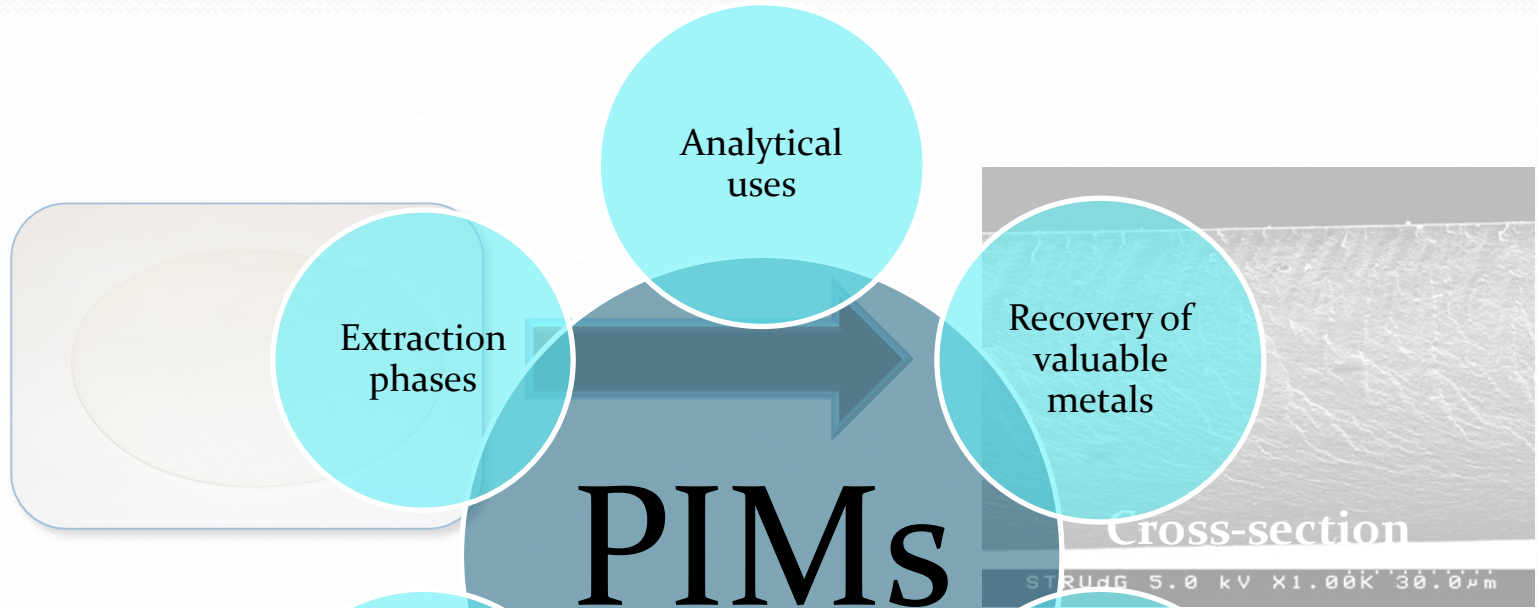 Analytical
uses
Extraction
phases
Recovery of
valuable
metals
PIMs
Cross-section
STRUdG 5.0 kV X1.00K 30.0µm